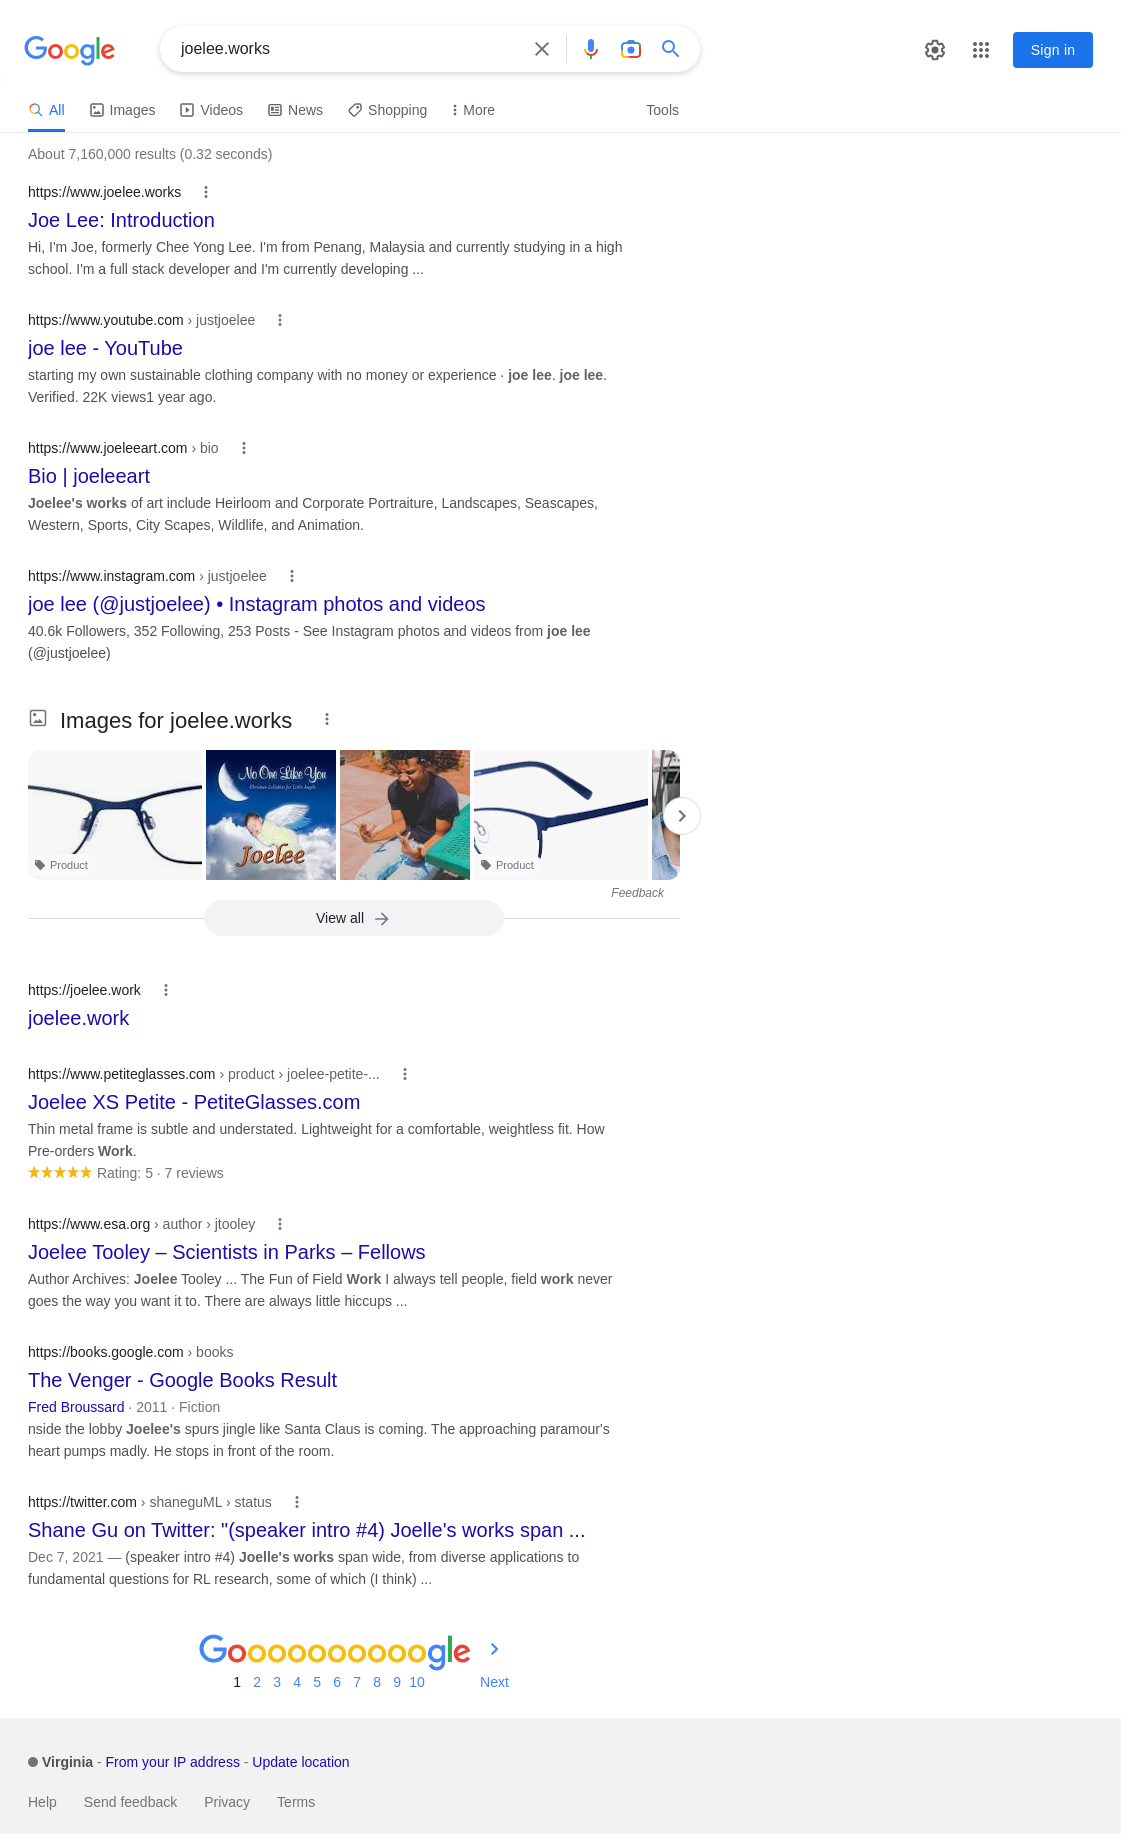 Google
joelee.works
Sign in
All
Images
Videos
News
Shopping
More
Tools
About 7,160,000 results (0.32 seconds)
https://www.joelee.works
Joe Lee: Introduction
Hi, I'm Joe, formerly Chee Yong Lee. I'm from Penang, Malaysia and currently studying in a high
school. I'm a full stack developer and I'm currently developing ...
https://www.youtube.com › justjoelee
joe lee - YouTube
starting my own sustainable clothing company with no money or experience · joe lee. joe lee.
Verified. 22K views1 year ago.
https://www.joeleeart.com › bio
Bio | joeleeart
Joelee's works of art include Heirloom and Corporate Portraiture, Landscapes, Seascapes,
Western, Sports, City Scapes, Wildlife, and Animation.
https://www.instagram.com › justjoelee
joe lee (@justjoelee) • Instagram photos and videos
40.6k Followers, 352 Following, 253 Posts - See Instagram photos and videos from joe lee
(@justjoelee)
Images for joelee.works
No One Like You
Christian Lullabies for Little Angels
Joelee
Product
Product
Feedback
View all
https://joelee.work
joelee.work
https://www.petiteglasses.com › product › joelee-petite-...
Joelee XS Petite - PetiteGlasses.com
Thin metal frame is subtle and understated. Lightweight for a comfortable, weightless fit. How
Pre-orders Work.
Rating: 5 · 7 reviews
https://www.esa.org › author › jtooley
Joelee Tooley – Scientists in Parks – Fellows
Author Archives: Joelee Tooley ... The Fun of Field Work I always tell people, field work never
goes the way you want it to. There are always little hiccups ...
https://books.google.com › books
The Venger - Google Books Result
Fred Broussard · 2011 · Fiction
nside the lobby Joelee's spurs jingle like Santa Claus is coming. The approaching paramour's
heart pumps madly. He stops in front of the room.
https://twitter.com › shaneguML › status
Shane Gu on Twitter: "(speaker intro #4) Joelle's works span ...
Dec 7, 2021 — (speaker intro #4) Joelle's works span wide, from diverse applications to
fundamental questions for RL research, some of which (I think) ...
Goooooooooogle
1 2 3 4 5 6 7 8 9 10 Next
Virginia - From your IP address - Update location
Help Send feedback Privacy Terms